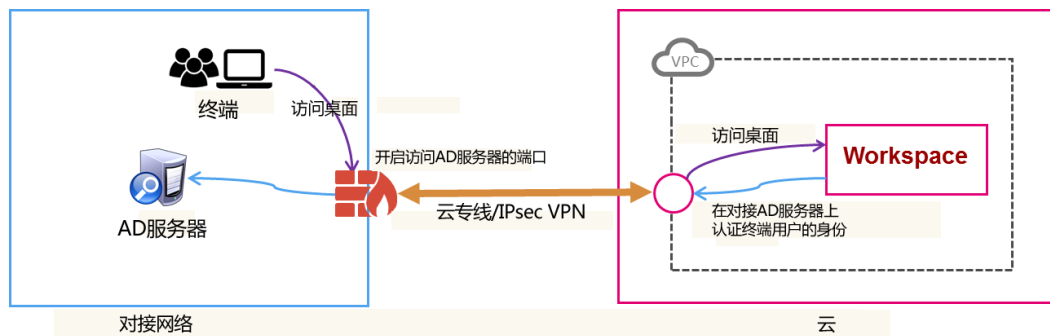 VPC
访问桌面
终端
访问桌面
Workspace
开启访问AD服务器的端口
云专线/IPsec VPN
AD服务器
在对接AD服务器上
认证终端用户的身份
对接网络
云